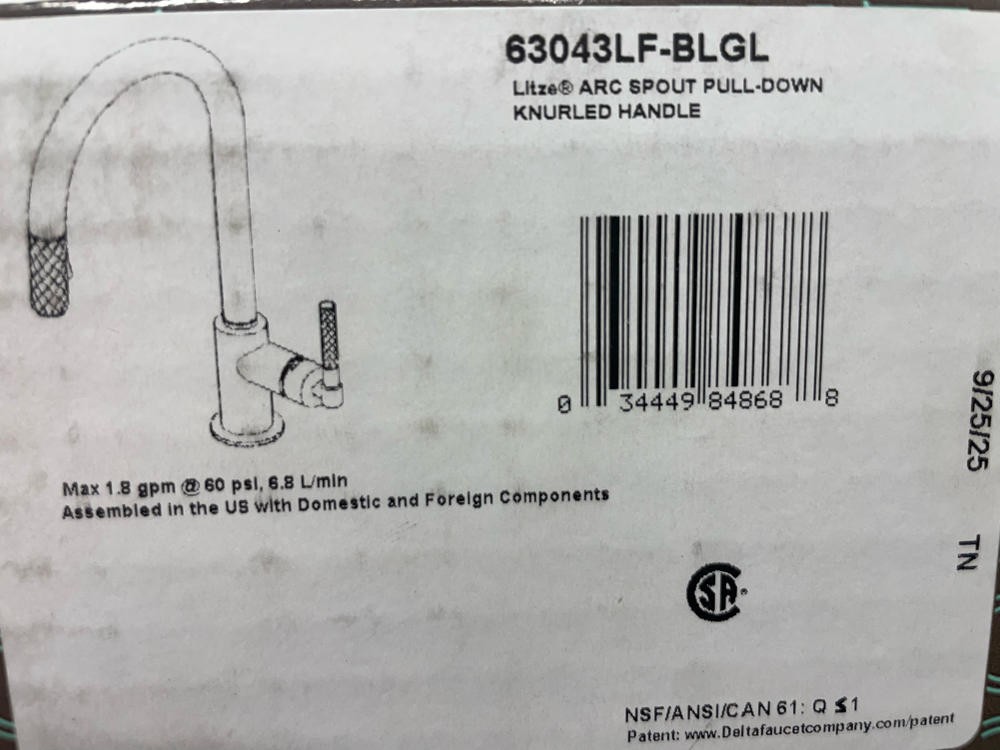 63043LF-BLGL
Litze® ARC SPOUT PULL-DOWN
KNURLED HANDLE
0 34449 84868 8
9/25/25 TN
Max 1.8 gpm @ 60 psi, 6.8 L/min
Assembled in the US with Domestic and Foreign Components
SA®
NSF/ANSI/CAN 61: Q ≤1
Patent: www.Deltafaucetcompany.com/patent